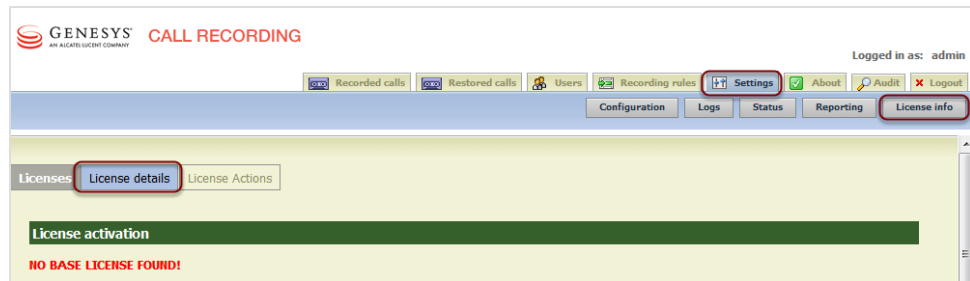 GENESYS CALL RECORDING
AN ALCATEL-LUCENT COMPANY
Logged in as: admin
Recorded calls Restored calls Users Recording rules Settings About Audit Logout
Configuration Logs Status Reporting License info
Licenses License details License Actions
License activation
NO BASE LICENSE FOUND!